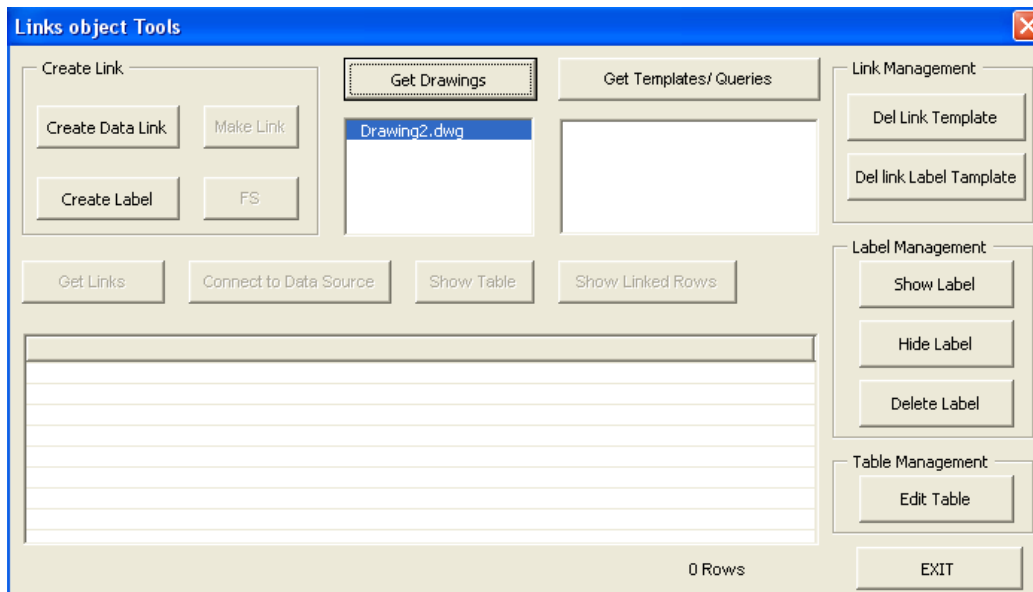 Links object Tools
Create Link
Get Drawings
Get Templates/ Queries
Link Management
Create Data Link
Make Link
Drawing2.dwg
Del Link Template
Create Label
FS
Del link Label Tamplate
Label Management
Get Links
Connect to Data Source
Show Table
Show Linked Rows
Show Label
Hide Label
Delete Label
Table Management
Edit Table
0 Rows
EXIT